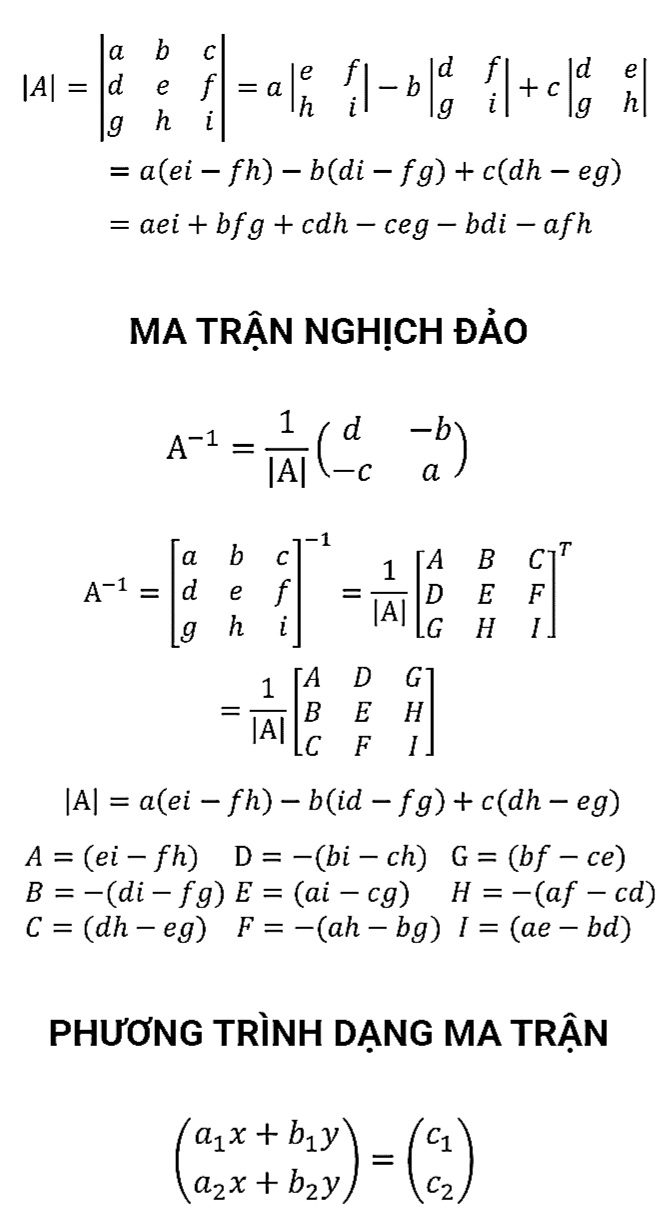 |A| = |a b c| = a |e f| − b |d f| + c |d e|
|d e f| |h i| |g i| |g h|
|g h i|
= a(ei − fh) − b(di − fg) + c(dh − eg)
= aei + bfg + cdh − ceg − bdi − afh
MA TRẬN NGHỊCH ĐẢO
A⁻¹ = 1/|A| (d −b)
(−c a)
A⁻¹ = [a b c]⁻¹ = 1/|A| [A B C]ᵀ
[d e f] [D E F]
[g h i] [G H I]
= 1/|A| [A D G]
[B E H]
[C F I]
|A| = a(ei − fh) − b(id − fg) + c(dh − eg)
A = (ei − fh) D = −(bi − ch) G = (bf − ce)
B = −(di − fg) E = (ai − cg) H = −(af − cd)
C = (dh − eg) F = −(ah − bg) I = (ae − bd)
PHƯƠNG TRÌNH DẠNG MA TRẬN
(a₁x + b₁y) = (c₁)
(a₂x + b₂y) (c₂)